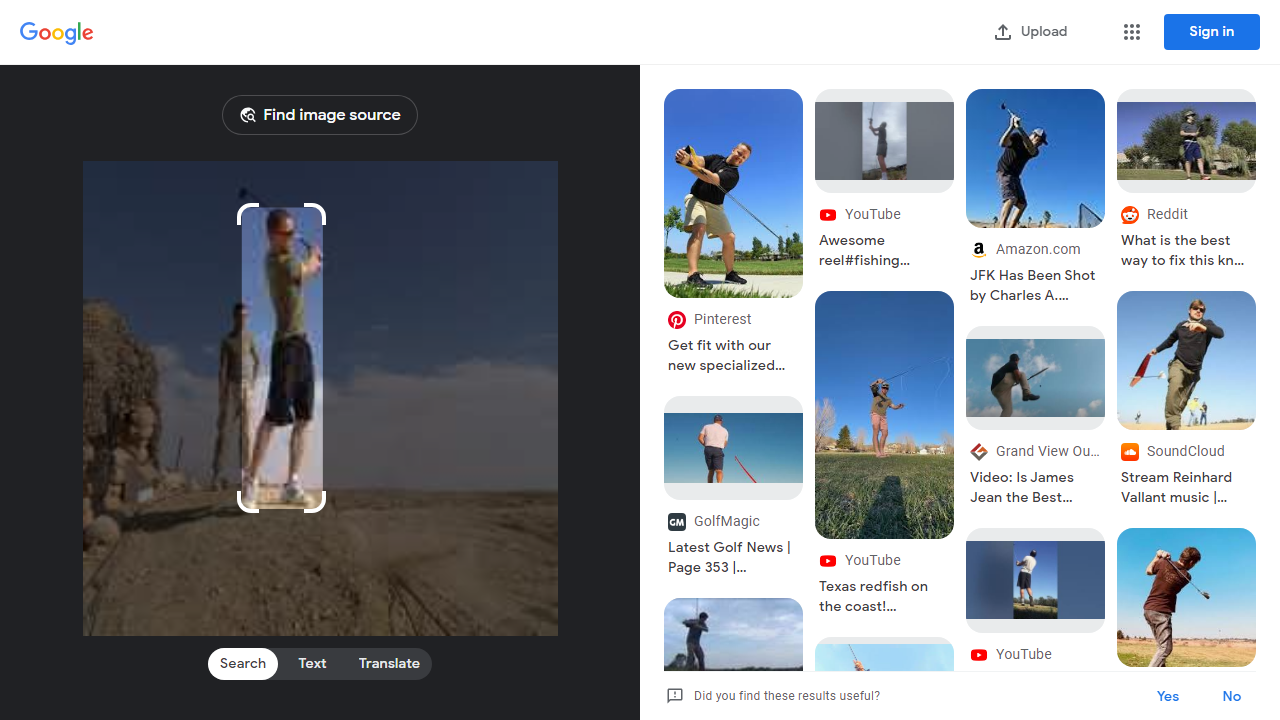 Google
Upload
Sign in
Find image source
Search
Text
Translate
Pinterest
Get fit with our
new specialized...
GM
GolfMagic
Latest Golf News |
Page 353 |...
YouTube
Awesome
reel#fishing...
YouTube
Texas redfish on
the coast!...
a
Amazon.com
JFK Has Been Shot
by Charles A....
Grand View Ou...
Video: Is James
Jean the Best...
YouTube
Reddit
What is the best
way to fix this kn...
SoundCloud
Stream Reinhard
Vallant music |...
Did you find these results useful?
Yes
No